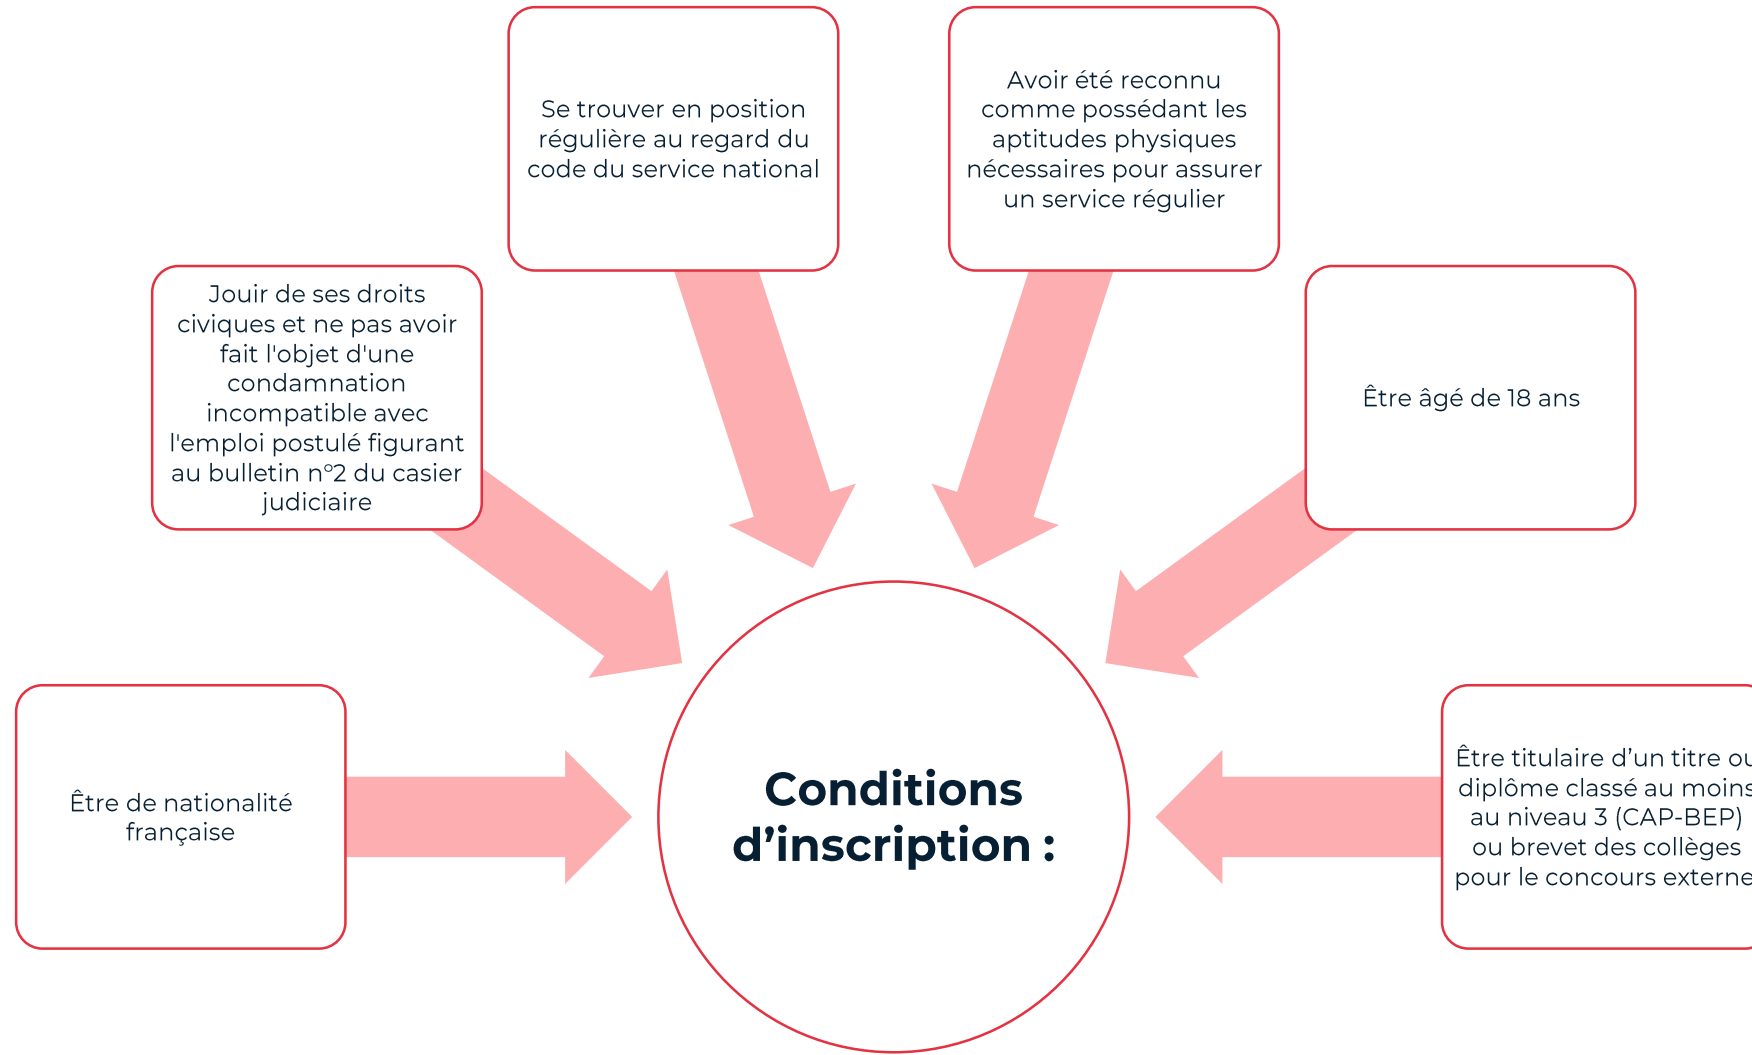 Se trouver en position
régulière au regard du
code du service national
Avoir été reconnu
comme possédant les
aptitudes physiques
nécessaires pour assurer
un service régulier
Jouir de ses droits
civiques et ne pas avoir
fait l'objet d'une
condamnation
incompatible avec
l'emploi postulé figurant
au bulletin n°2 du casier
judiciaire
Être âgé de 18 ans
Être de nationalité
française
Conditions
d’inscription :
Être titulaire d’un titre ou
diplôme classé au moins
au niveau 3 (CAP-BEP)
ou brevet des collèges
pour le concours externe